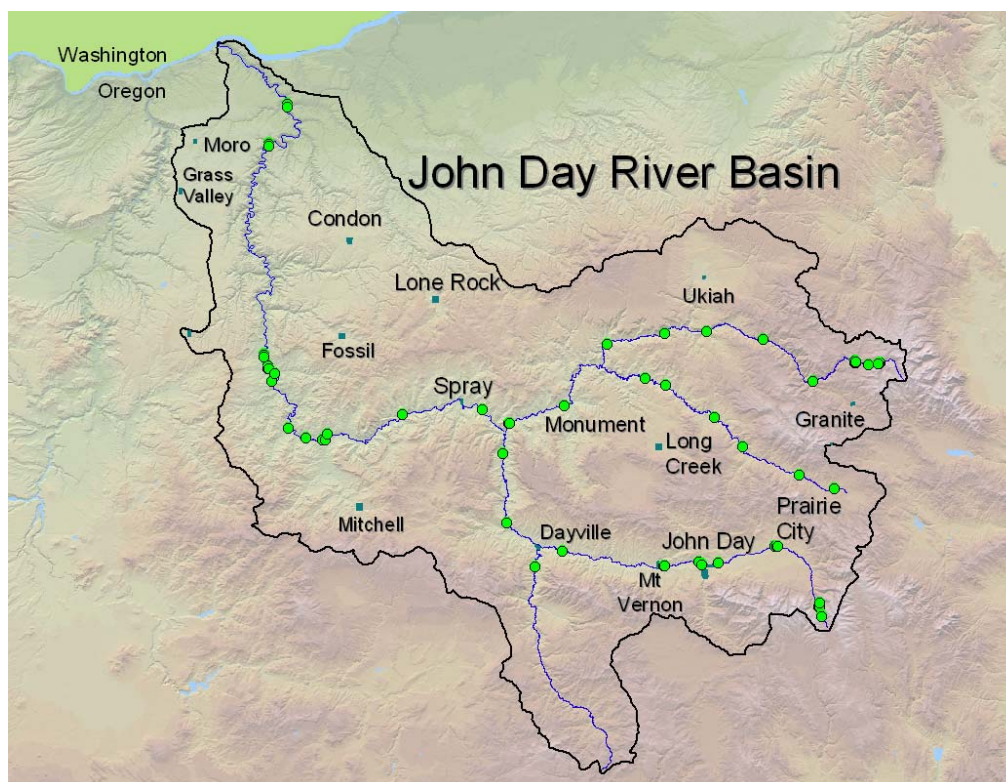 Washington
Oregon
Moro
Grass
Valley
John Day River Basin
Condon
Lone Rock
Ukiah
Fossil
Spray
Monument
Granite
Long
Creek
Mitchell
Prairie
City
Dayville
John Day
Mt
Vernon